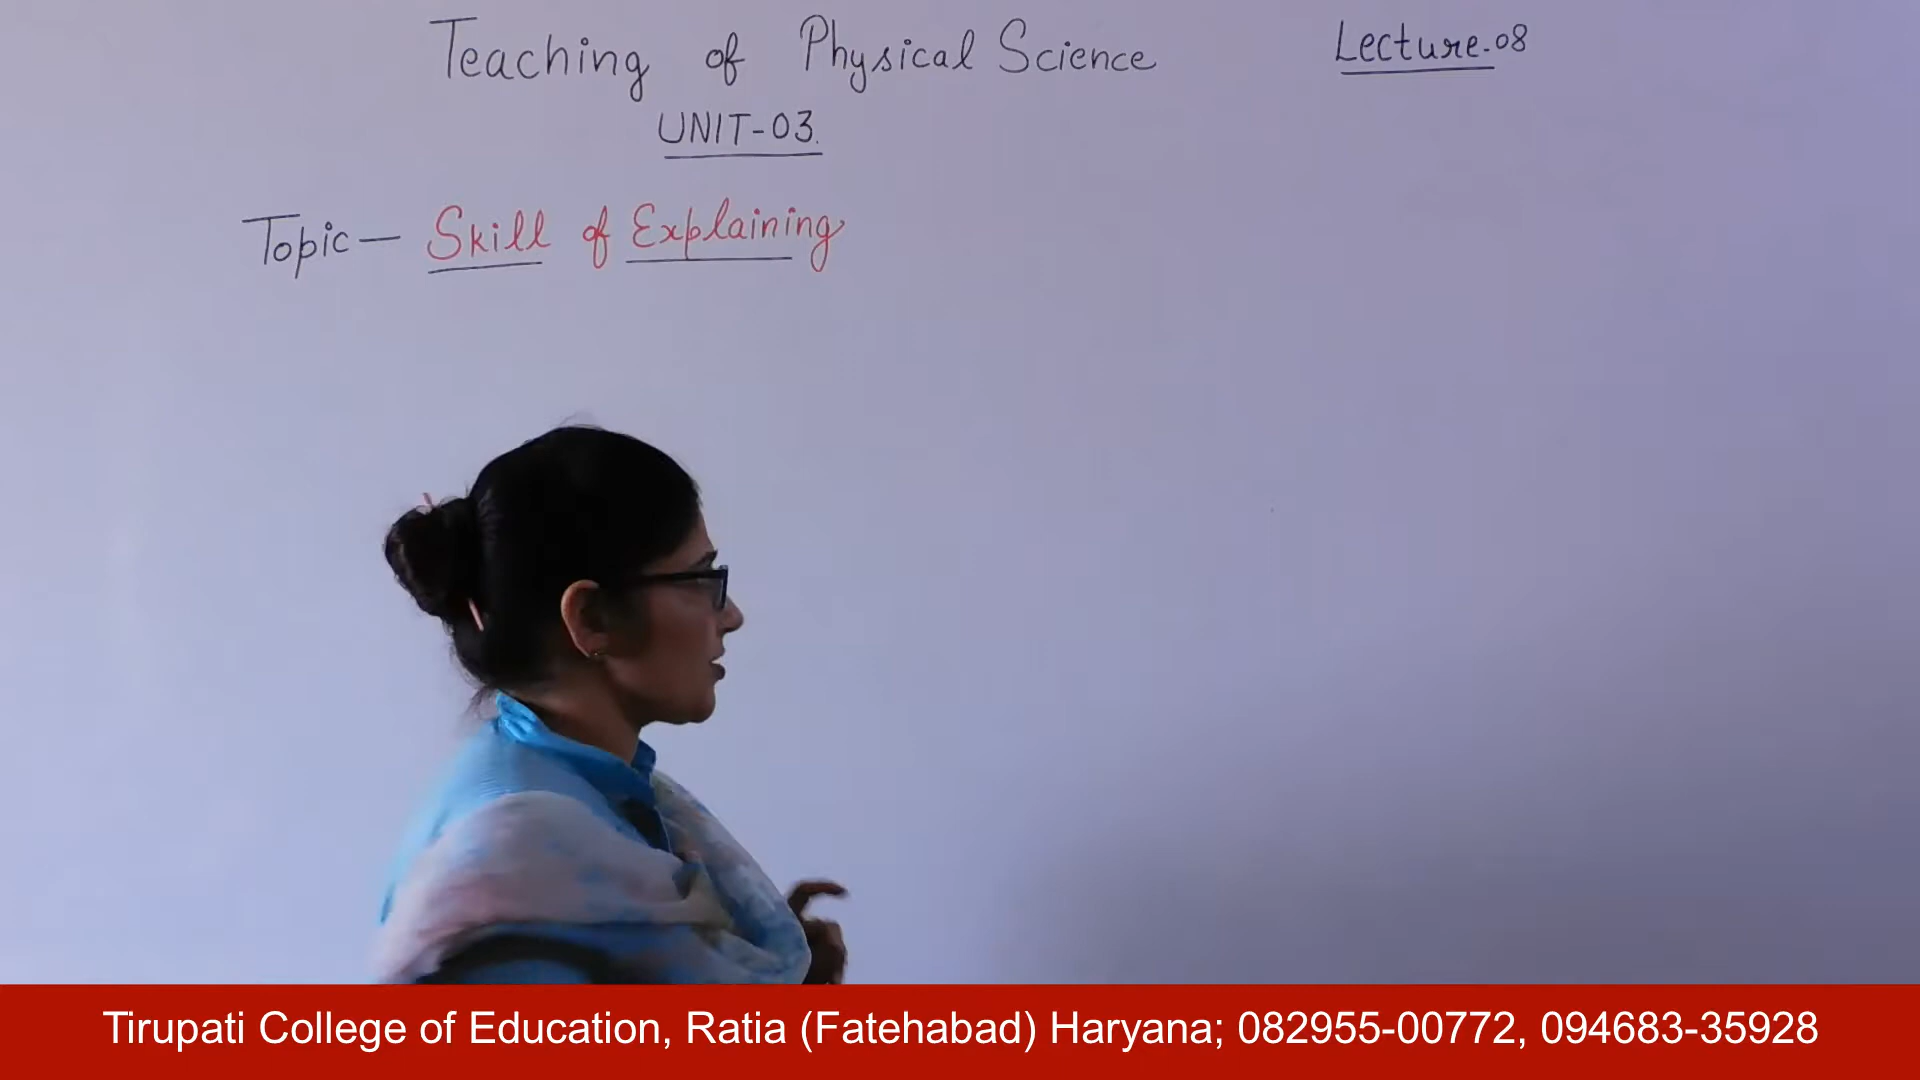 Teaching of Physical Science
Lecture-08
UNIT-03.
Topic — Skill of Explaining
Tirupati College of Education, Ratia (Fatehabad) Haryana; 082955-00772, 094683-35928